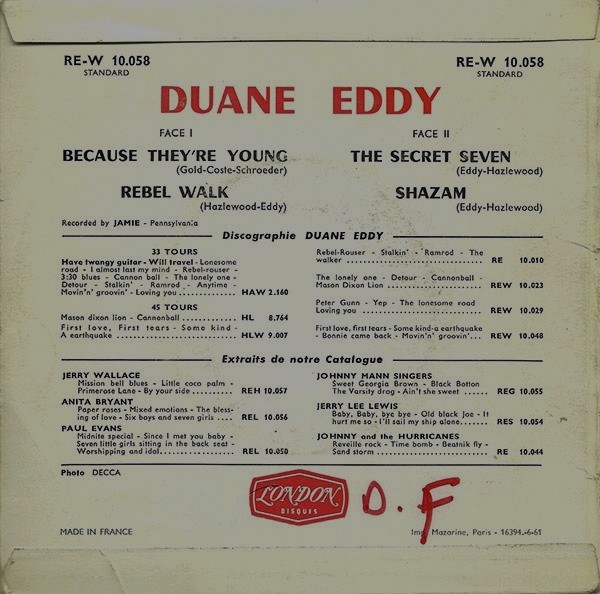 RE-W 10.058
STANDARD
RE-W 10.058
STANDARD
DUANE EDDY
FACE I
BECAUSE THEY'RE YOUNG
(Gold-Coste-Schroeder)
REBEL WALK
(Hazlewood-Eddy)
FACE II
THE SECRET SEVEN
(Eddy-Hazlewood)
SHAZAM
(Eddy-Hazlewood)
Recorded by JAMIE - Pennsylvania
Discographie DUANE EDDY
33 TOURS
Have twangy guitar - Will travel - Lonesome
road - I almost last my mind - Rebel-rouser -
3:30 blues - Cannon ball - The lonely one -
Detour - Stalkin' - Ramrod - Anytime -
Movin'n' groovin' - Loving you ............ HAW 2.160
45 TOURS
Mason dixon lion - Cannonball ............ HL 8.764
First love, First tears - Some kind -
A earthquake ............ HLW 9.007
Rebel-Rouser - Stalkin' - Ramrod - The
walker ............ RE 10.010
The lonely one - Detour - Cannonball -
Mason Dixon Lion ............ REW 10.023
Peter Gunn - Yep - The lonesome road
Loving you ............ REW 10.029
First love, first tears - Some kind-a earthquake
- Bonnie came back - Movin'n' groovin'... REW 10.048
Extraits de notre Catalogue
JERRY WALLACE
Mission bell blues - Little coco palm -
Primerose Lane - By your side ............ REH 10.057
ANITA BRYANT
Paper roses - Mixed emotions - The bless-
ing of love - Six boys and seven girls .... REL 10.056
PAUL EVANS
Midnite special - Since I met you baby -
Seven little girls sitting in the back seat -
Worshipping and idol............ REL 10.050
JOHNNY MANN SINGERS
Sweet Georgia Brown - Black Botton
The Varsity drag - Ain't she sweet ...... REG 10.055
JERRY LEE LEWIS
Baby, Baby, bye bye - Old black Joe - It
hurt me so - I'll sail my ship alone...... RES 10.054
JOHNNY and the HURRICANES
Reveille rock - Time bomb - Beatnik fly -
Sand storm ............ RE 10.044
Photo DECCA
LONDON
DISQUES
D.F
MADE IN FRANCE
Imp. Mazarine, Paris - 16394-6-61